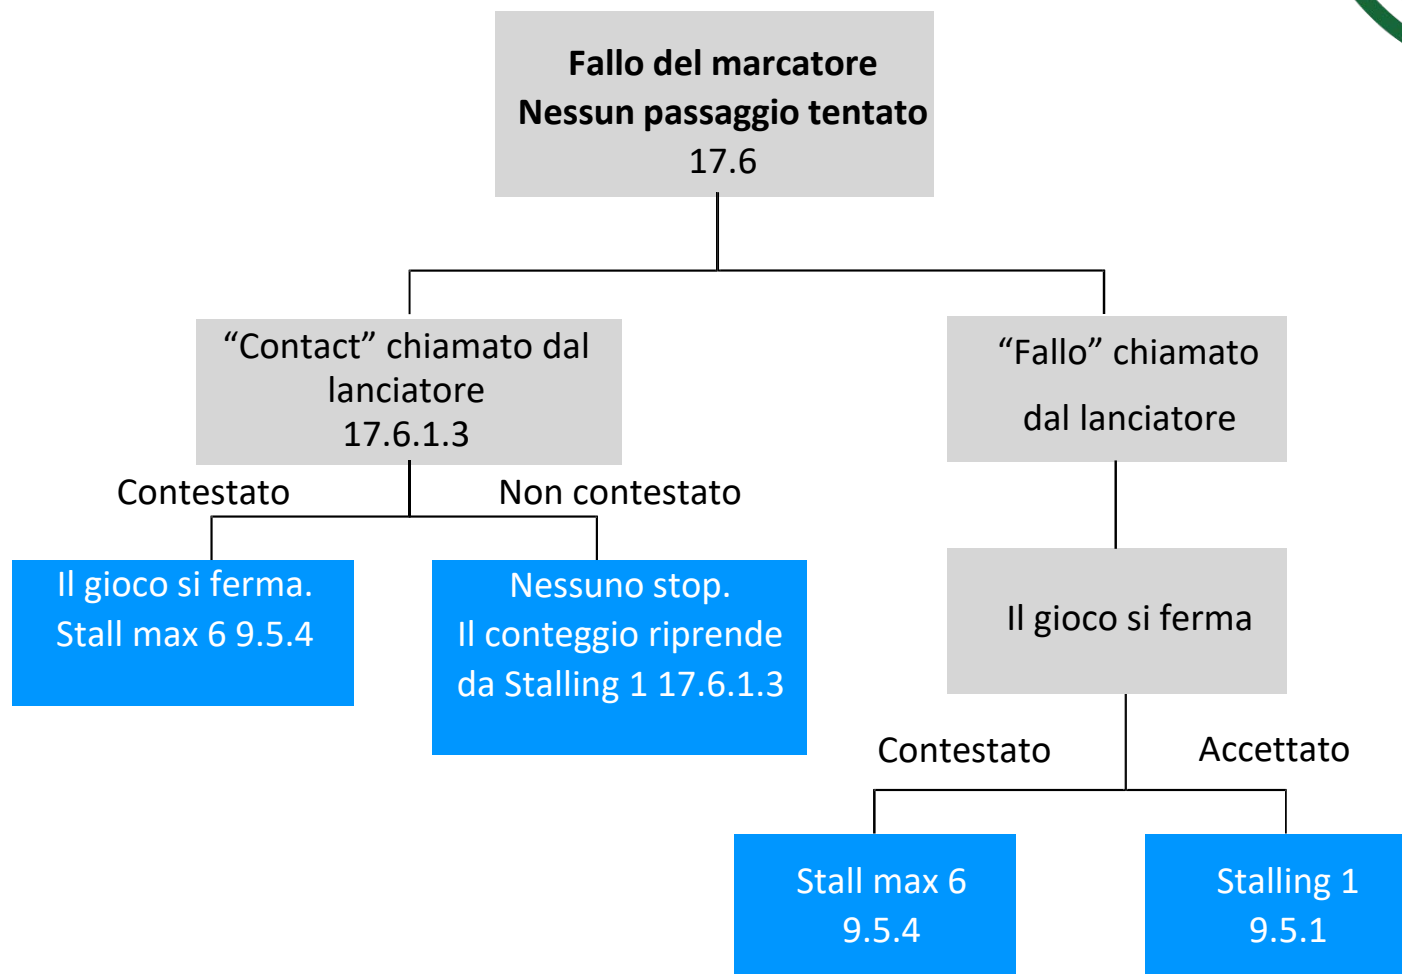 Fallo del marcatore
Nessun passaggio tentato
17.6
“Contact” chiamato dal
lanciatore
17.6.1.3
“Fallo” chiamato
dal lanciatore
Contestato
Non contestato
Il gioco si ferma.
Stall max 6 9.5.4
Nessuno stop.
Il conteggio riprende
da Stalling 1 17.6.1.3
Il gioco si ferma
Contestato
Accettato
Stall max 6
9.5.4
Stalling 1
9.5.1